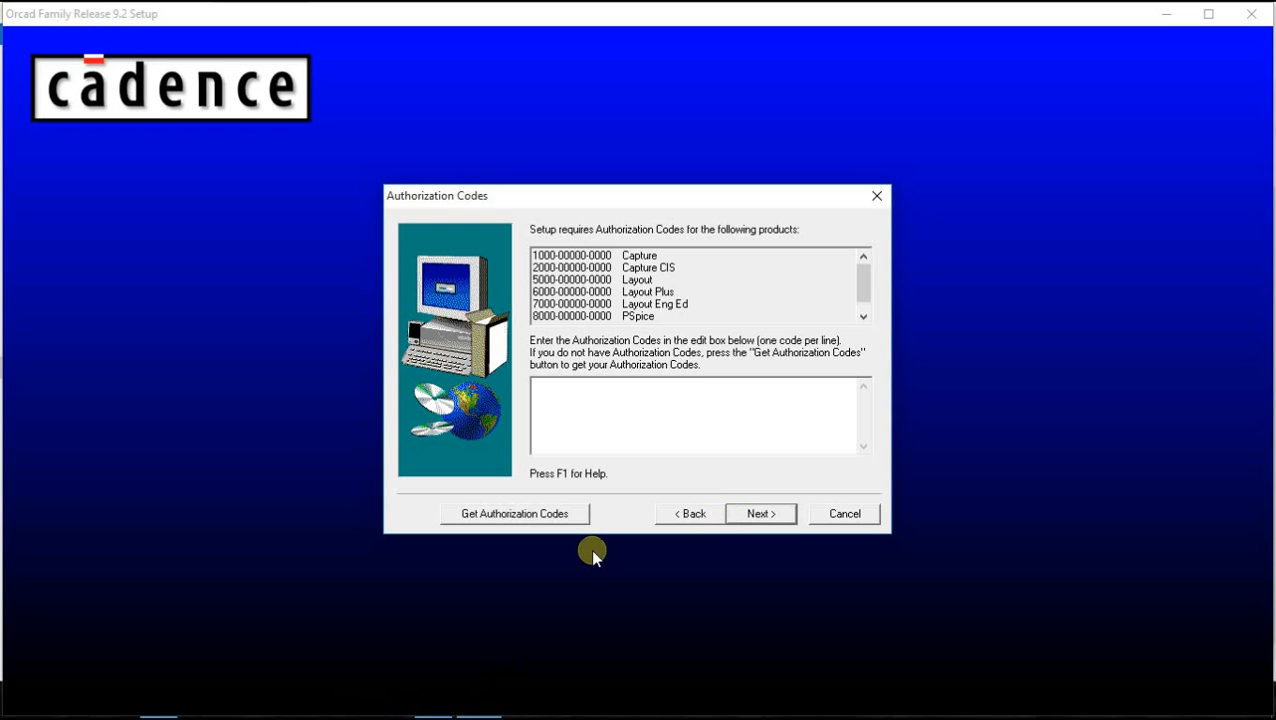 Orcad Family Release 9.2 Setup
cādence
Authorization Codes
Setup requires Authorization Codes for the following products:
1000-00000-0000 Capture
2000-00000-0000 Capture CIS
5000-00000-0000 Layout
6000-00000-0000 Layout Plus
7000-00000-0000 Layout Eng Ed
8000-00000-0000 PSpice
Enter the Authorization Codes in the edit box below (one code per line).
If you do not have Authorization Codes, press the "Get Authorization Codes"
button to get your Authorization Codes.
Press F1 for Help.
Get Authorization Codes
< Back
Next >
Cancel